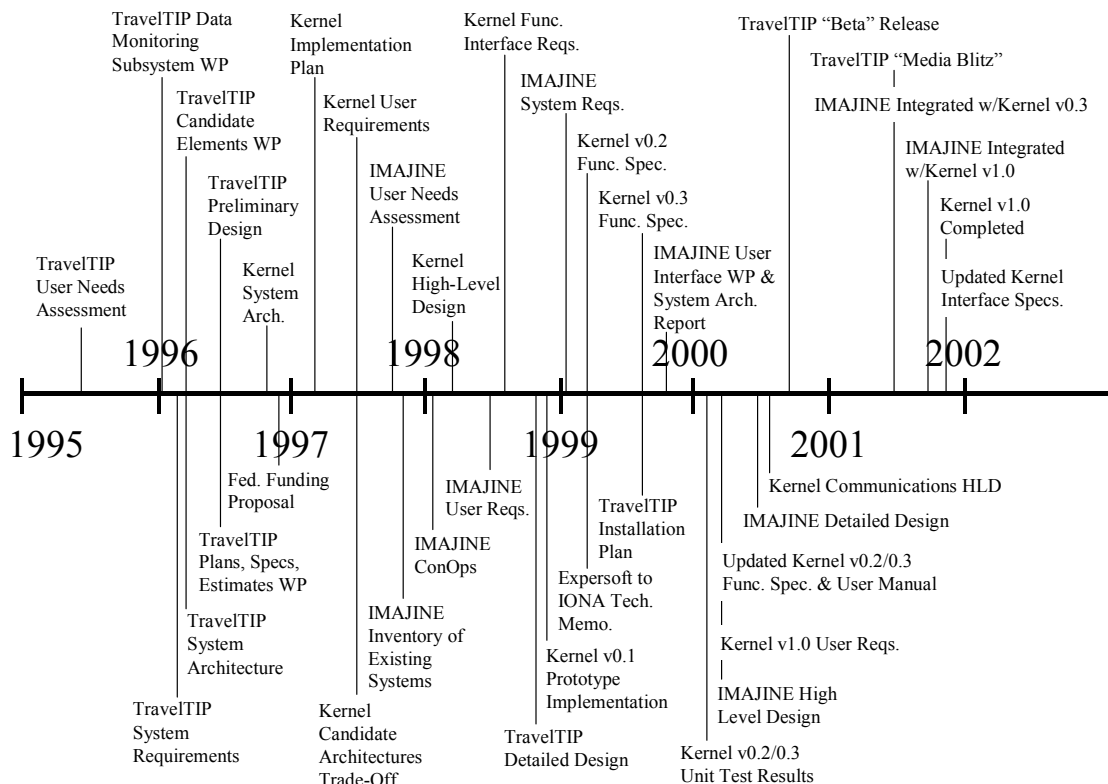 TravelTIP Data
Monitoring
Subsystem WP
Kernel
Implementation
Plan
Kernel Func.
Interface Reqs.
TravelTIP “Beta” Release
TravelTIP “Media Blitz”
TravelTIP
Candidate
Elements WP
Kernel User
Requirements
IMAJINE
System Reqs.
IMAJINE Integrated w/Kernel v0.3
TravelTIP
Preliminary
Design
IMAJINE
User Needs
Assessment
Kernel v0.2
Func. Spec.
IMAJINE Integrated
w/Kernel v1.0
Kernel v0.3
Func. Spec.
Kernel v1.0
Completed
TravelTIP
User Needs
Assessment
Kernel
System
Arch.
Kernel
High-Level
Design
IMAJINE User
Interface WP &
System Arch.
Report
Updated Kernel
Interface Specs.
1996
1998
2000
2002
1995
1997
1999
2001
Fed. Funding
Proposal
IMAJINE
User Reqs.
TravelTIP
Installation
Plan
Kernel Communications HLD
IMAJINE Detailed Design
TravelTIP
Plans, Specs,
Estimates WP
IMAJINE
ConOps
Expersoft to
IONA Tech.
Memo.
Updated Kernel v0.2/0.3
Func. Spec. & User Manual
TravelTIP
System
Architecture
IMAJINE
Inventory of
Existing
Systems
Kernel v0.1
Prototype
Implementation
Kernel v1.0 User Reqs.
IMAJINE High
Level Design
TravelTIP
System
Requirements
Kernel
Candidate
Architectures
Trade-Off
TravelTIP
Detailed Design
Kernel v0.2/0.3
Unit Test Results